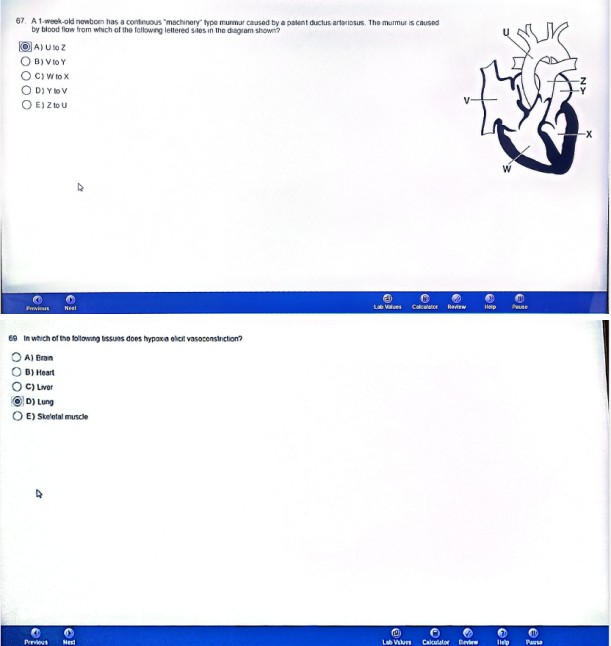 67. A 1-week-old newborn has a continuous "machinery" type murmur caused by a patent ductus arteriosus. The murmur is caused
by blood flow from which of the following lettered sites in the diagram shown?
A) U to Z
B) V to Y
C) W to X
D) Y to V
E) Z to U
U
Z
Y
V
X
W
Previous Next Lab Values Calculator Review Help Pause
69 In which of the following tissues does hypoxia elicit vasoconstriction?
A) Brain
B) Heart
C) Liver
D) Lung
E) Skeletal muscle
Previous Next Lab Values Calculator Review Help Pause